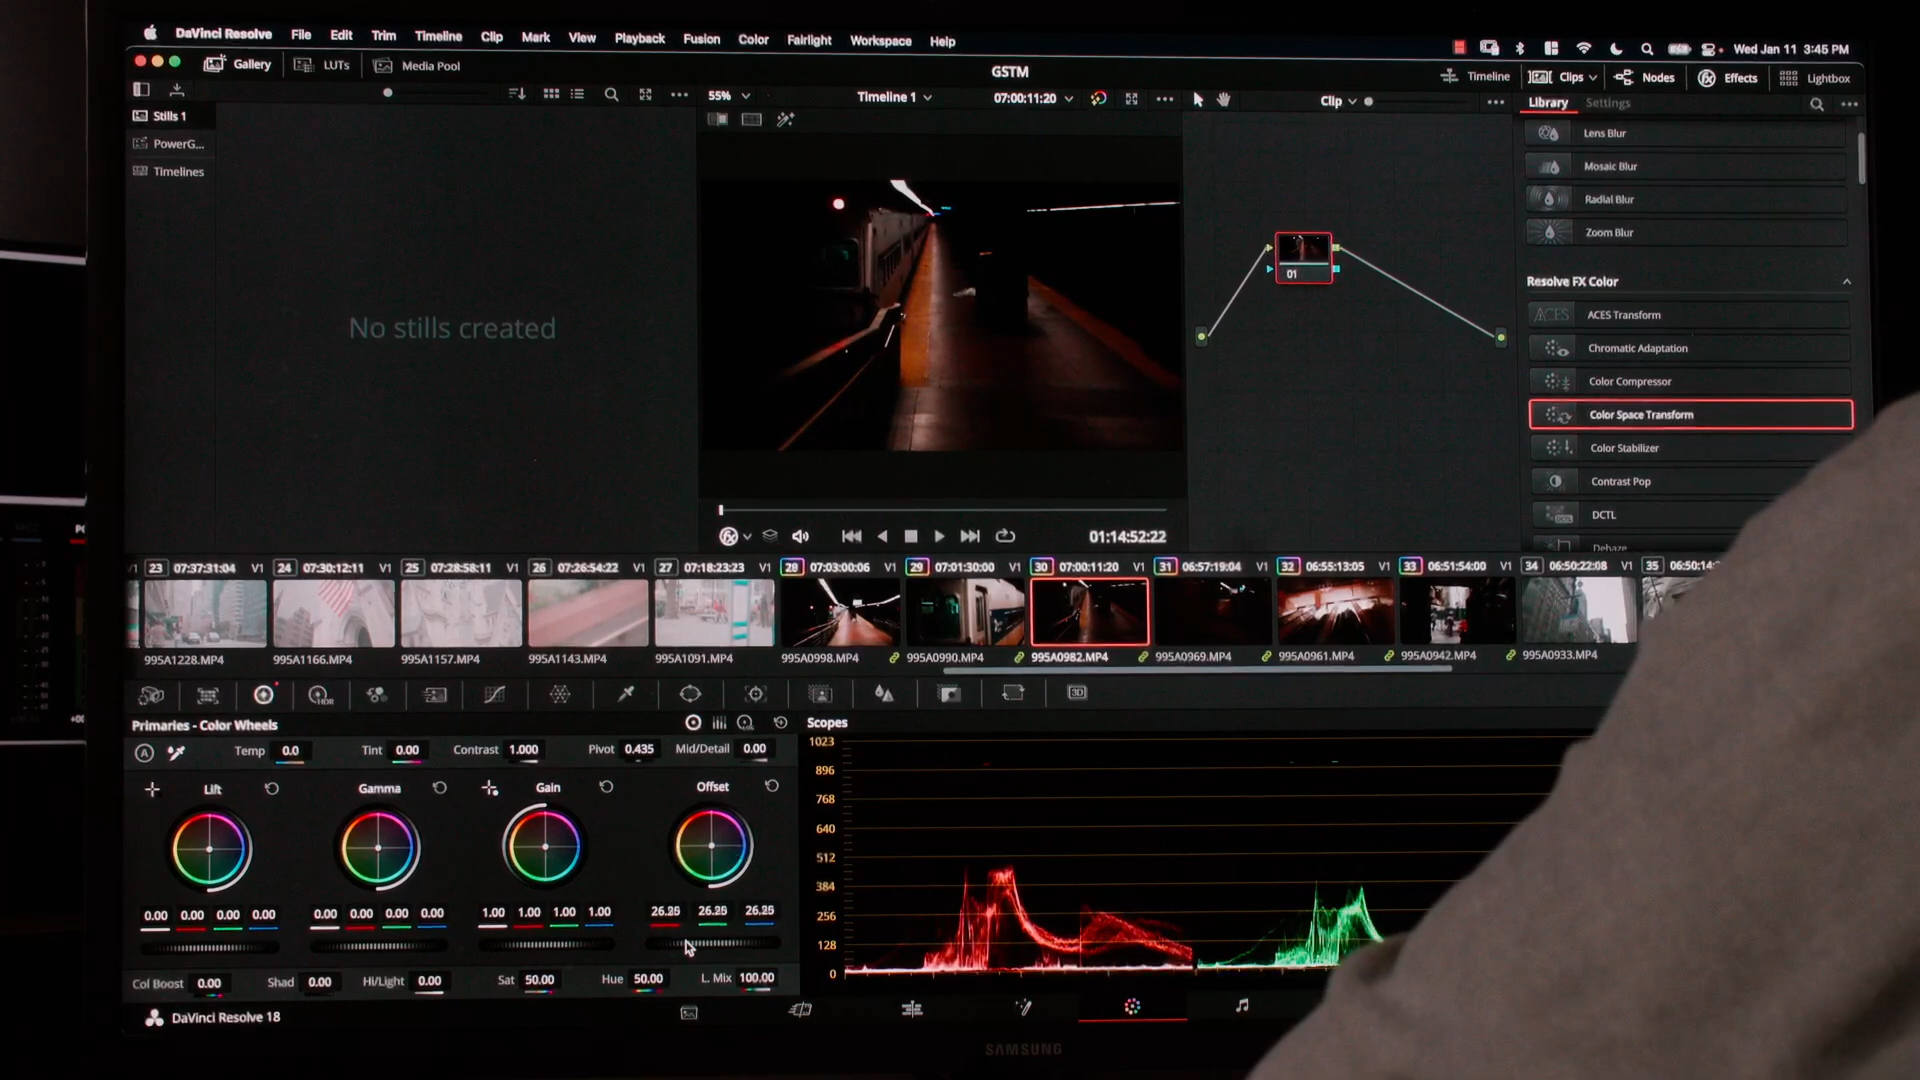 DaVinci Resolve File Edit Trim Timeline Clip Mark View Playback Fusion Color Fairlight Workspace Help Wed Jan 11 3:45 PM
Gallery LUTs Media Pool GSTM Timeline Clips Nodes Effects Lightbox
55% Timeline 1 07:00:11:20 Clip Library Settings
Stills 1
PowerG...
Timelines
No stills created
01
Lens Blur
Mosaic Blur
Radial Blur
Zoom Blur
Resolve FX Color
ACES ACES Transform
Chromatic Adaptation
Color Compressor
Color Space Transform
Color Stabilizer
Contrast Pop
DCTL
Dehaze
01:14:52:22
V1 23 07:37:31:04 V1 24 07:30:12:11 V1 25 07:28:58:11 V1 26 07:26:54:22 V1 27 07:18:23:23 V1 28 07:03:00:06 V1 29 07:01:30:00 V1 30 07:00:11:20 V1 31 06:57:19:04 V1 32 06:55:13:05 V1 33 06:51:54:00 V1 34 06:50:22:08 V1 35 06:50:14:
995A1228.MP4 995A1166.MP4 995A1157.MP4 995A1143.MP4 995A1091.MP4 995A0998.MP4 995A0990.MP4 995A0982.MP4 995A0969.MP4 995A0961.MP4 995A0942.MP4 995A0933.MP4
HDR 3D
Primaries - Color Wheels Scopes
A Temp 0.0 Tint 0.00 Contrast 1.000 Pivot 0.435 Mid/Detail 0.00
Lift Gamma Gain Offset
0.00 0.00 0.00 0.00 0.00 0.00 0.00 0.00 1.00 1.00 1.00 1.00 26.25 26.25 26.25
Col Boost 0.00 Shad 0.00 Hi/Light 0.00 Sat 50.00 Hue 50.00 L. Mix 100.00
1023
896
768
640
512
384
256
128
0
DaVinci Resolve 18
SAMSUNG